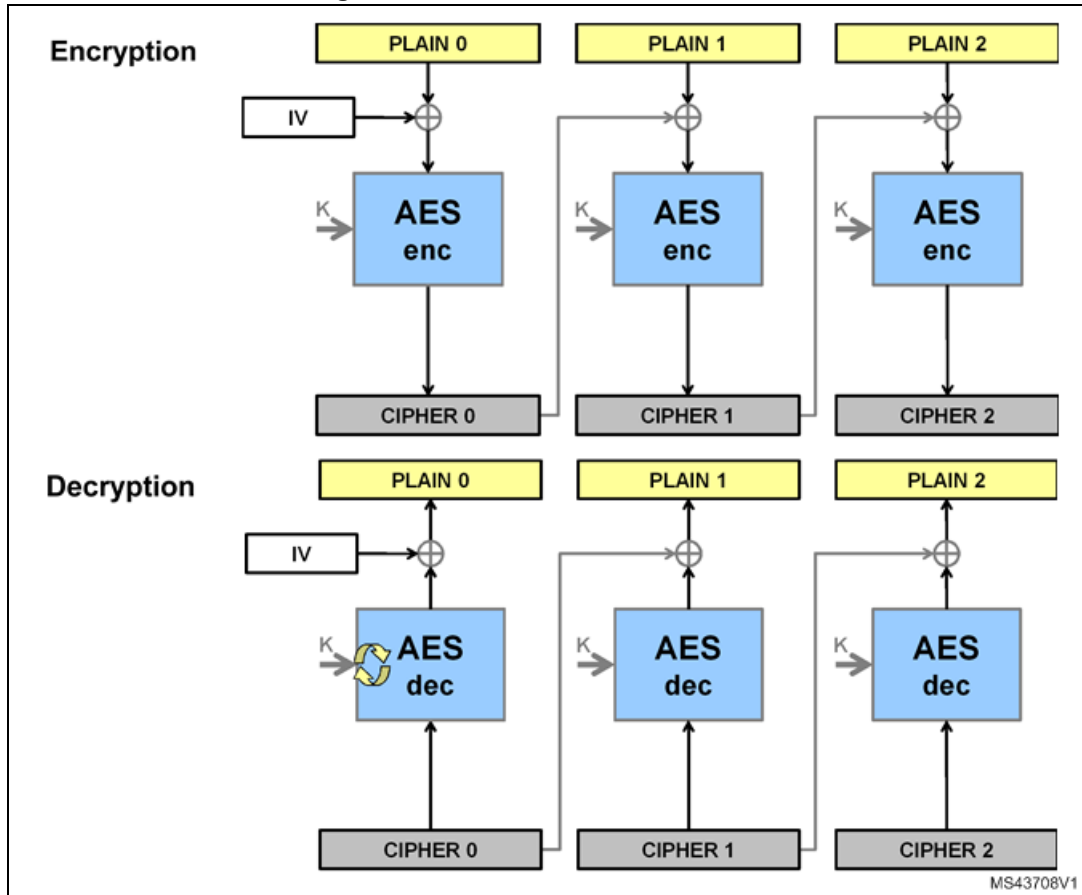 Encryption
PLAIN 0 PLAIN 1 PLAIN 2
IV
K AES enc K AES enc K AES enc
CIPHER 0 CIPHER 1 CIPHER 2
Decryption
PLAIN 0 PLAIN 1 PLAIN 2
IV
K AES dec K AES dec K AES dec
CIPHER 0 CIPHER 1 CIPHER 2
MS43708V1